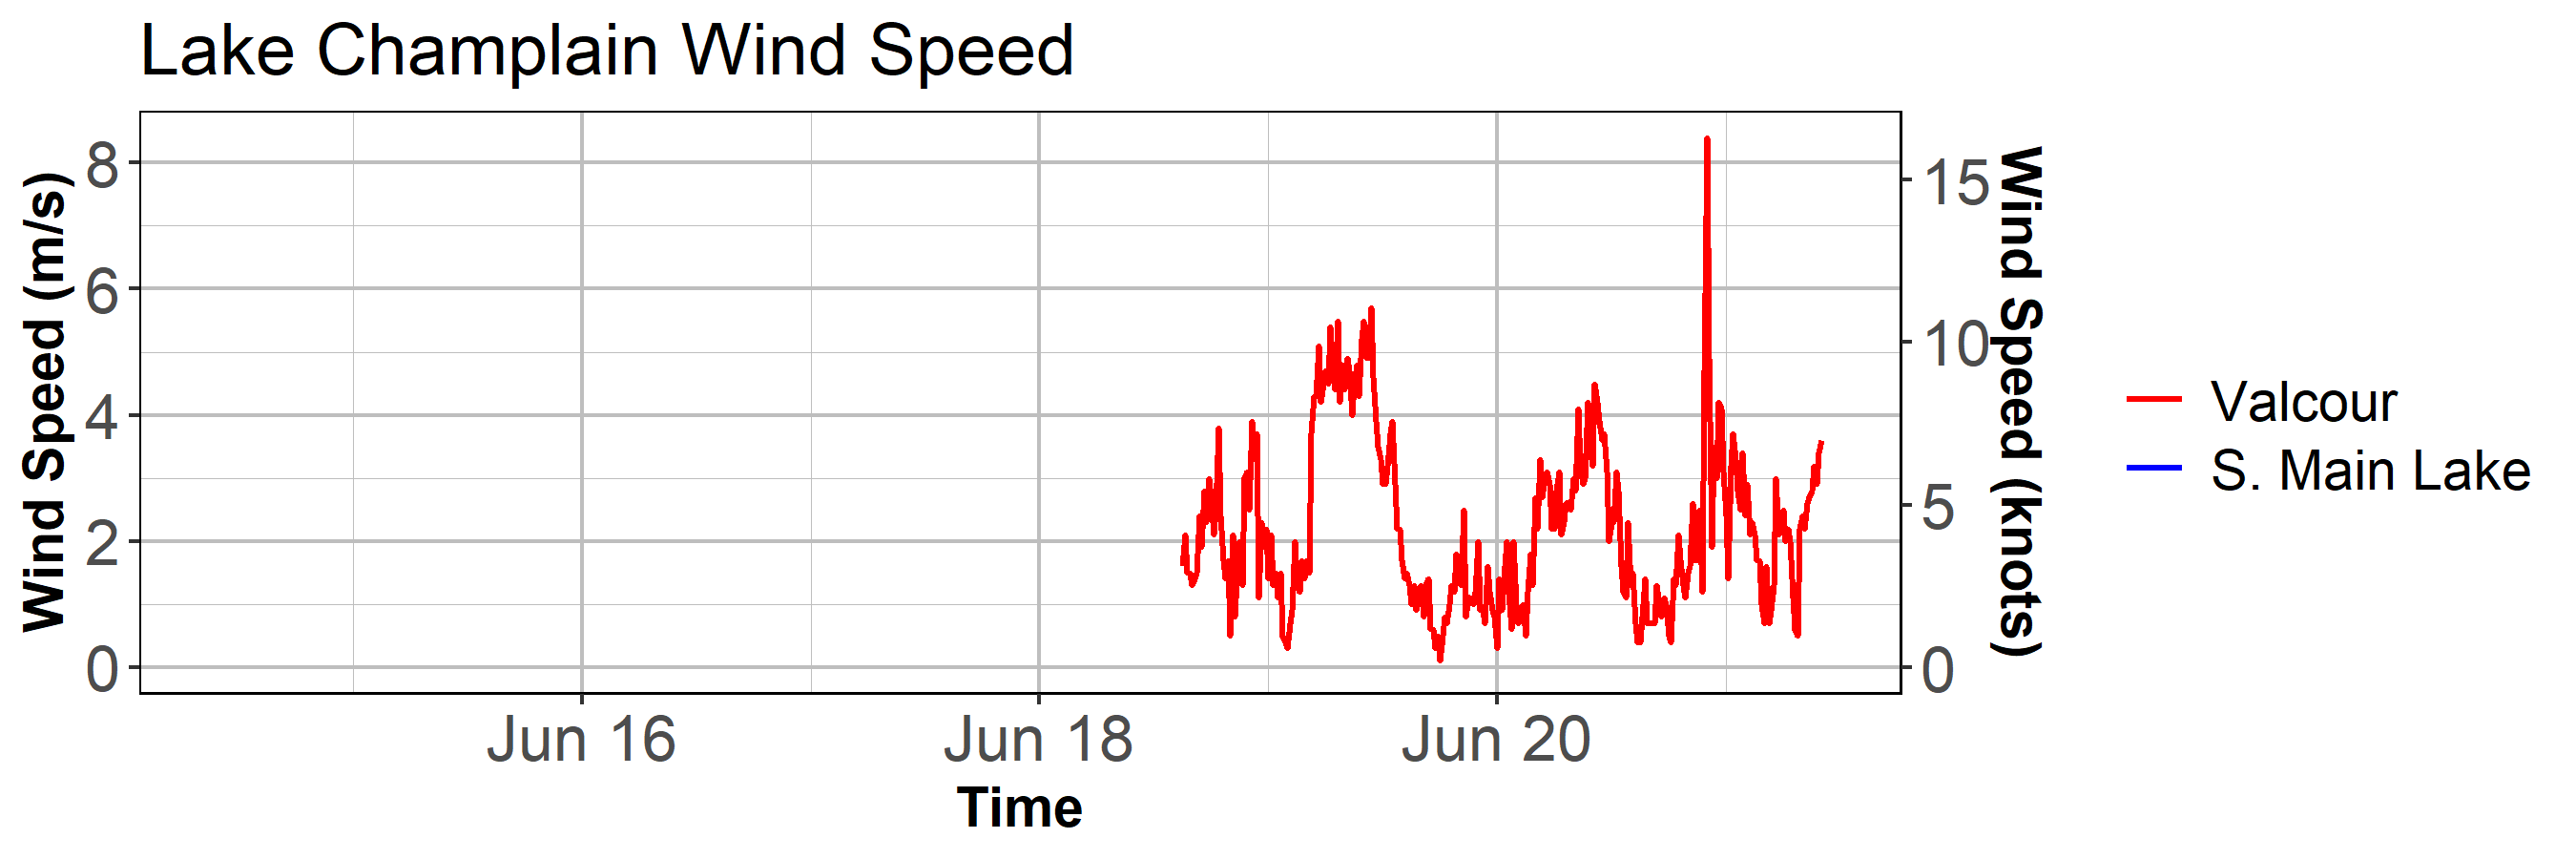 Lake Champlain Wind Speed
Wind Speed (m/s)
8
6
4
2
0
15
10
5
0
Wind Speed (knots)
Jun 16
Jun 18
Jun 20
Time
Valcour
S. Main Lake